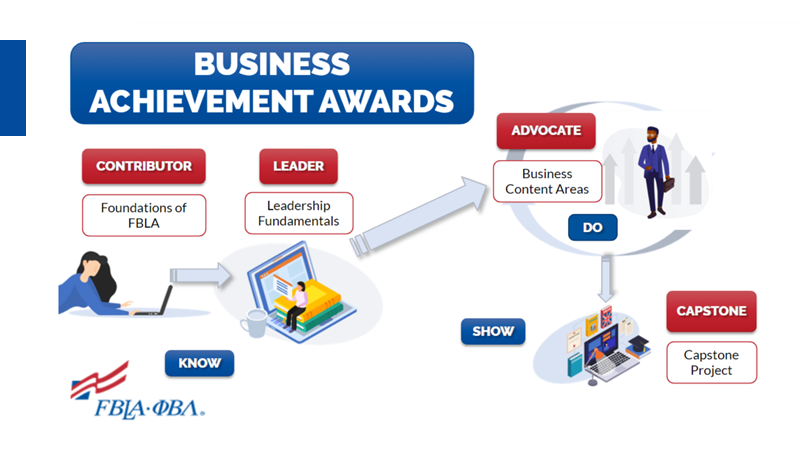 BUSINESS
ACHIEVEMENT AWARDS
CONTRIBUTOR
Foundations of
FBLA
LEADER
Leadership
Fundamentals
ADVOCATE
Business
Content Areas
DO
KNOW
SHOW
CAPSTONE
Capstone
Project
FBLA·ΦBΛ®